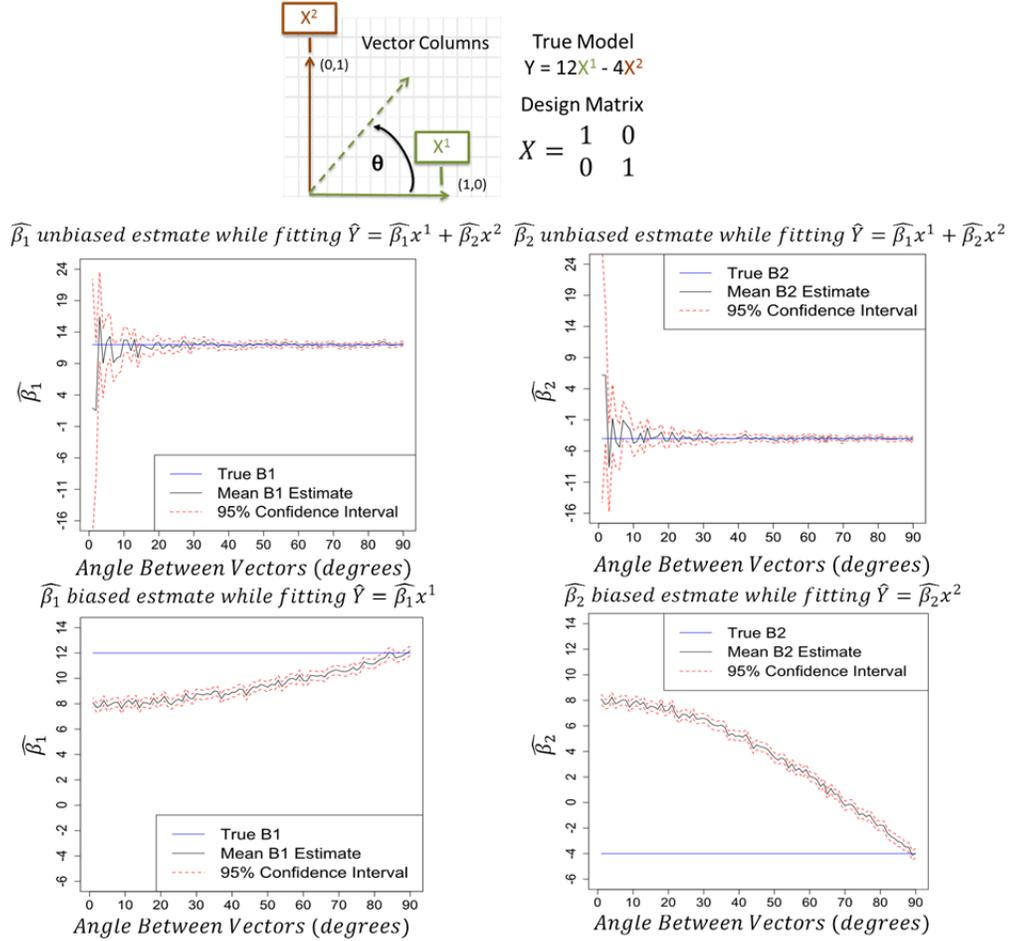 X²
Vector Columns
(0,1)
θ
X¹
(1,0)
True Model
Y = 12X¹ - 4X²
Design Matrix
X = 1 0
0 1
β̂₁ unbiased estmate while fitting Ŷ = β̂₁x¹ + β̂₂x²
24
19
14
9
4
-1
-6
-11
-16
β̂₁
True B1
Mean B1 Estimate
95% Confidence Interval
0 10 20 30 40 50 60 70 80 90
Angle Between Vectors (degrees)
β̂₂ unbiased estmate while fitting Ŷ = β̂₁x¹ + β̂₂x²
24
19
14
9
4
-1
-6
-11
-16
β̂₂
True B2
Mean B2 Estimate
95% Confidence Interval
0 10 20 30 40 50 60 70 80 90
Angle Between Vectors (degrees)
β̂₁ biased estmate while fitting Ŷ = β̂₁x¹
14
12
10
8
6
4
2
0
-2
-4
-6
β̂₁
True B1
Mean B1 Estimate
95% Confidence Interval
0 10 20 30 40 50 60 70 80 90
Angle Between Vectors (degrees)
β̂₂ biased estmate while fitting Ŷ = β̂₂x²
14
12
10
8
6
4
2
0
-2
-4
-6
β̂₂
True B2
Mean B2 Estimate
95% Confidence Interval
0 10 20 30 40 50 60 70 80 90
Angle Between Vectors (degrees)